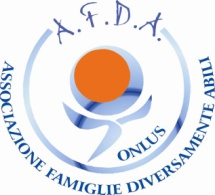 A.F.D.A.
ASSOCIAZIONE FAMIGLIE DIVERSAMENTE ABILI
ONLUS